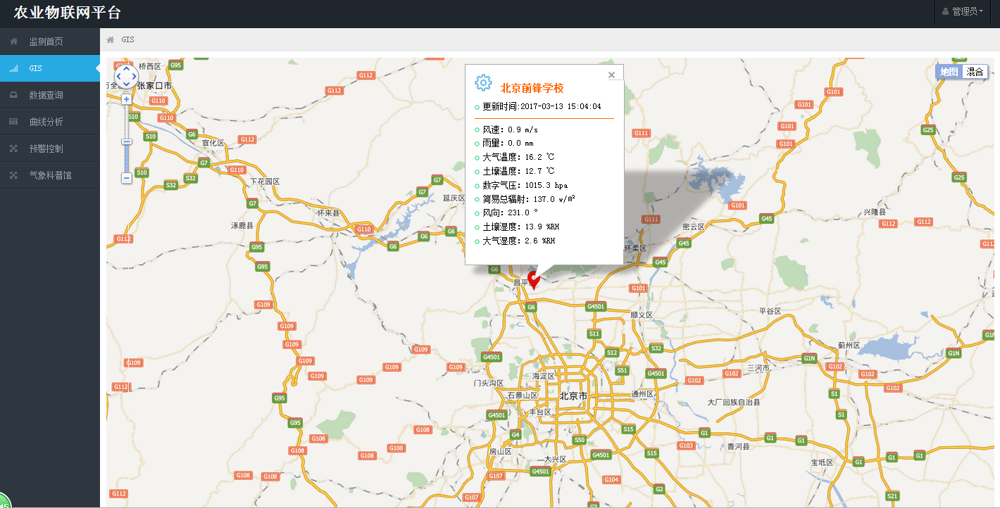 农业物联网平台
管理员
监测首页
GIS
数据查询
曲线分析
预警控制
气象科普馆
GIS
地图 混合
北京前锋学校
更新时间:2017-03-13 15:04:04
风速: 0.9 m/s
雨量: 0.0 mm
大气温度: 16.2 ℃
土壤温度: 12.7 ℃
数字气压: 1015.3 hpa
简易总辐射: 137.0 w/m²
风向: 231.0 °
土壤湿度: 13.9 %RH
大气湿度: 2.6 %RH
桥西区
张家口市
宣化区
下花园区
怀来县
涿鹿县
延庆区
密云区
怀柔区
兴隆县
顺义区
平谷区
蓟州区
三河市
海淀区
门头沟区
石景山区
北京市
通州区
丰台区
大厂回族自治县
香河县
房山区
大兴区
宝坻区
G95
G112
G112
G110
G110
S10
S10
G6
G112
G7
G110
S10
S32
S32
G7
G7
G7
G110
G6
G6
G6
G112
G95
G95
G6
G101
G101
G101
G101
G111
G25
G25
G101
G111
G45
G112
G112
G45
G45
G101
G109
G6
G4501
G109
G109
G109
G109
G109
G109
G109
G109
G112
G95
G95
S11
S12
S32
S51
G4501
G4501
G102
G102
G1N
G102
G102
G102
G1N
S1
S1
G4501
G108
G108
G108
G108
G108
G108
G108
G112
G4
S50
S15
S15
G4501
G4501
G107
G107
G104
G103
G1
G1
G1
G1
G1
G1
G2
S21